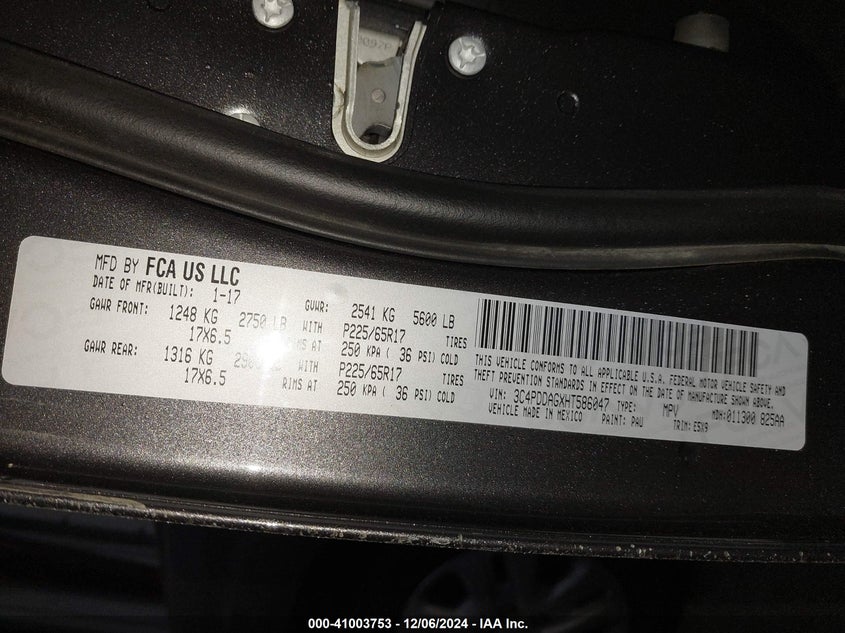 MFD BY FCA US LLC
DATE OF MFR(BUILT): 1-17 GVWR: 2541 KG 5600 LB
GAWR FRONT: 1248 KG 2750 LB WITH P225/65R17 TIRES
17X6.5 RIMS AT 250 KPA ( 36 PSI) COLD
GAWR REAR: 1316 KG LB WITH P225/65R17 TIRES
17X6.5 RIMS AT 250 KPA ( 36 PSI) COLD
THIS VEHICLE CONFORMS TO ALL APPLICABLE U.S.A. FEDERAL MOTOR VEHICLE SAFETY AND
THEFT PREVENTION STANDARDS IN EFFECT ON THE DATE OF MANUFACTURE SHOWN ABOVE.
VIN: 3C4PDDAGXHT586047 TYPE: MPV MDH:011300 825AA
VEHICLE MADE IN MEXICO PAINT: PAU TRIM: E5X9
000-41003753 - 12/06/2024 - IAA Inc.